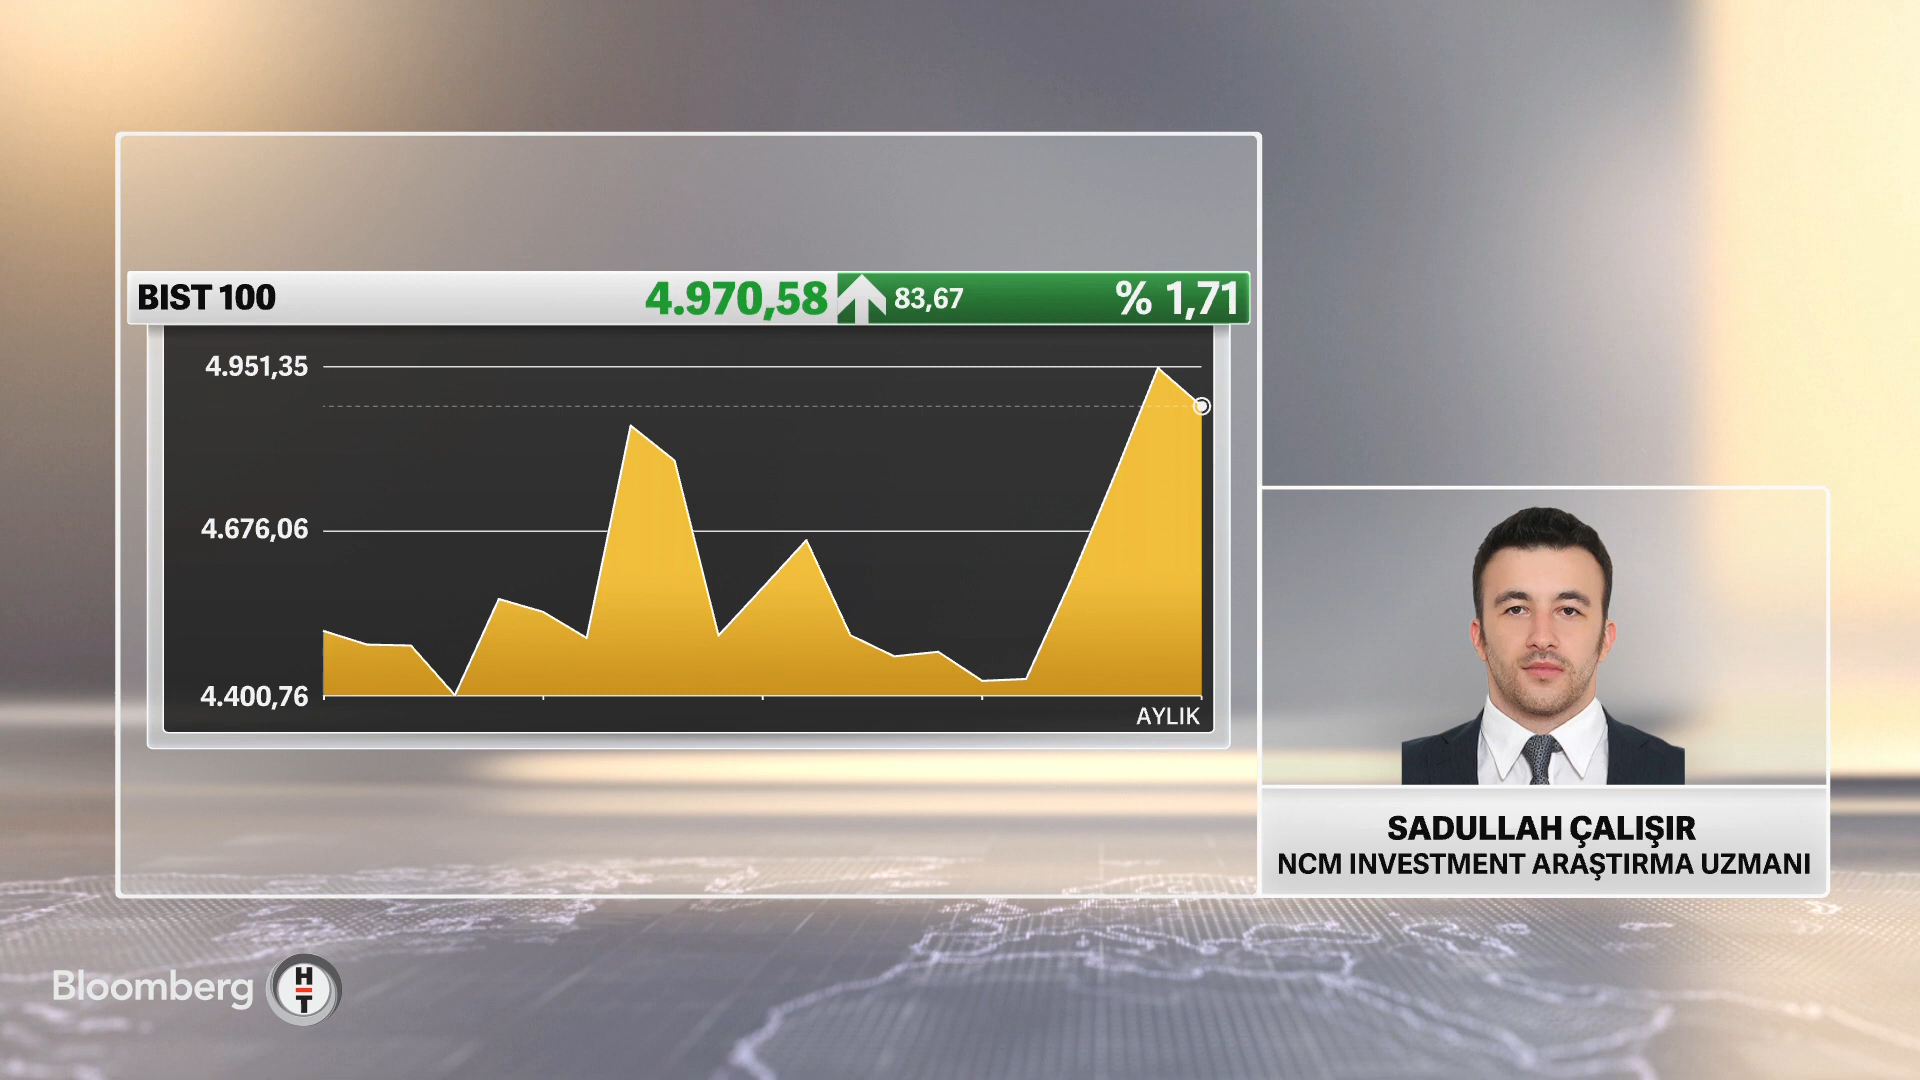 BIST 100 4.970,58 83,67 % 1,71
4.951,35
4.676,06
4.400,76
AYLIK
SADULLAH ÇALIŞIR
NCM INVESTMENT ARAŞTIRMA UZMANI
Bloomberg HT